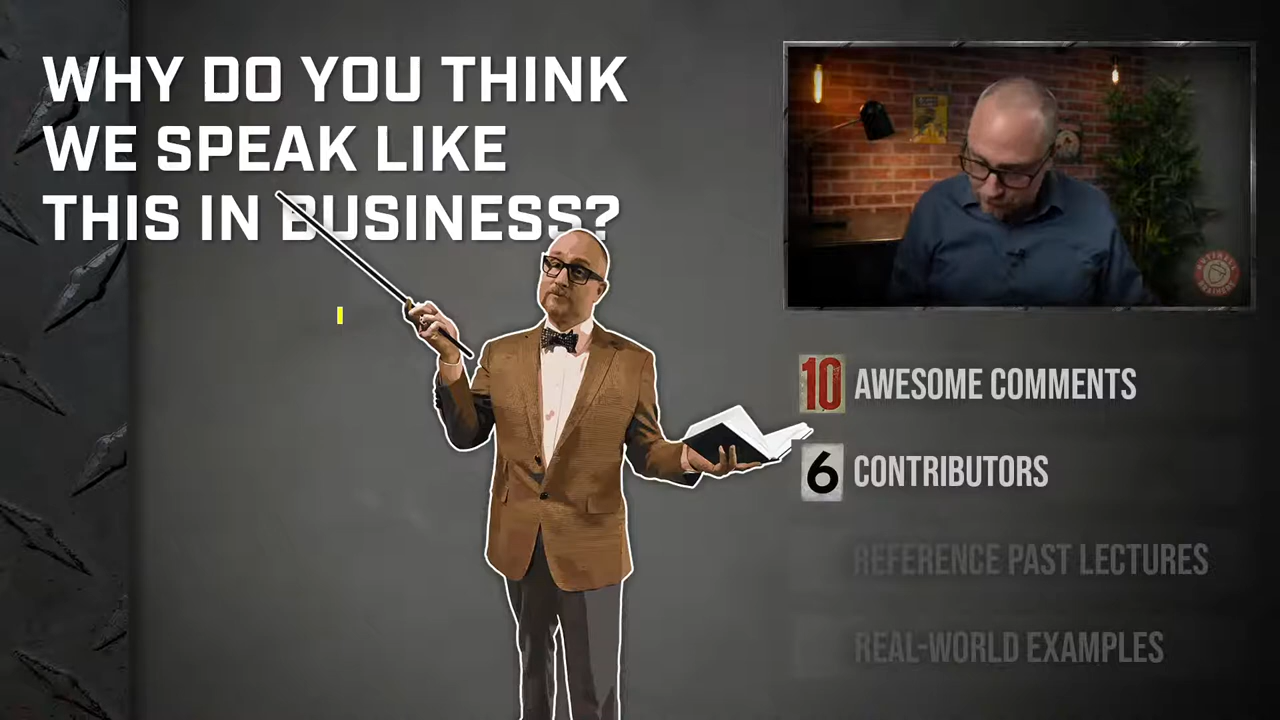 WHY DO YOU THINK
WE SPEAK LIKE
THIS IN BUSINESS?
10 AWESOME COMMENTS
6 CONTRIBUTORS
REFERENCE PAST LECTURES
REAL-WORLD EXAMPLES